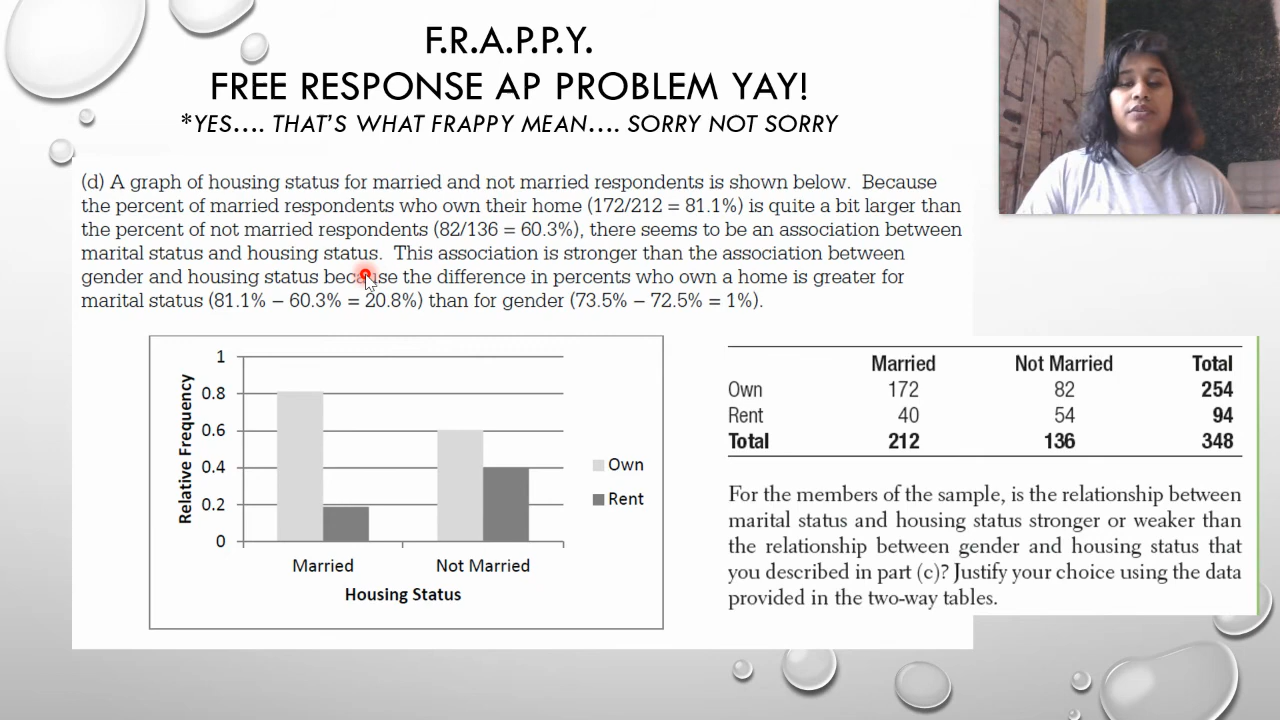 F.R.A.P.P.Y.
FREE RESPONSE AP PROBLEM YAY!
*YES.... THAT'S WHAT FRAPPY MEAN.... SORRY NOT SORRY
(d) A graph of housing status for married and not married respondents is shown below. Because
the percent of married respondents who own their home (172/212 = 81.1%) is quite a bit larger than
the percent of not married respondents (82/136 = 60.3%), there seems to be an association between
marital status and housing status. This association is stronger than the association between
gender and housing status because the difference in percents who own a home is greater for
marital status (81.1% – 60.3% = 20.8%) than for gender (73.5% – 72.5% = 1%).
Relative Frequency
1
0.8
0.6
0.4
0.2
0
Married
Not Married
Housing Status
Own
Rent
Married Not Married Total
Own 172 82 254
Rent 40 54 94
Total 212 136 348
For the members of the sample, is the relationship between
marital status and housing status stronger or weaker than
the relationship between gender and housing status that
you described in part (c)? Justify your choice using the data
provided in the two-way tables.